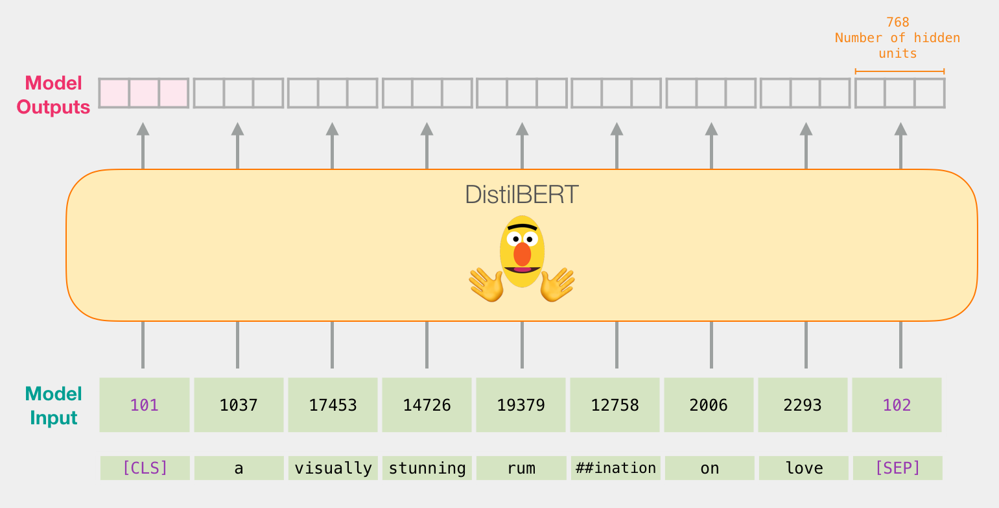 768
Number of hidden
units
Model
Outputs
DistilBERT
Model
Input
101 1037 17453 14726 19379 12758 2006 2293 102
[CLS] a visually stunning rum ##ination on love [SEP]